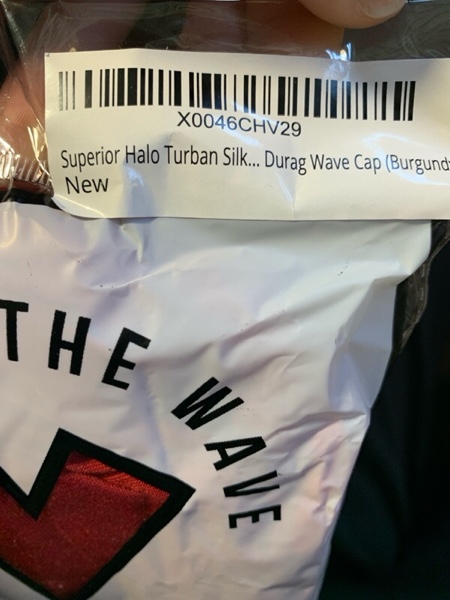 X0046CHV29
Superior Halo Turban Silk... Durag Wave Cap (Burgund
New
THE WAVE